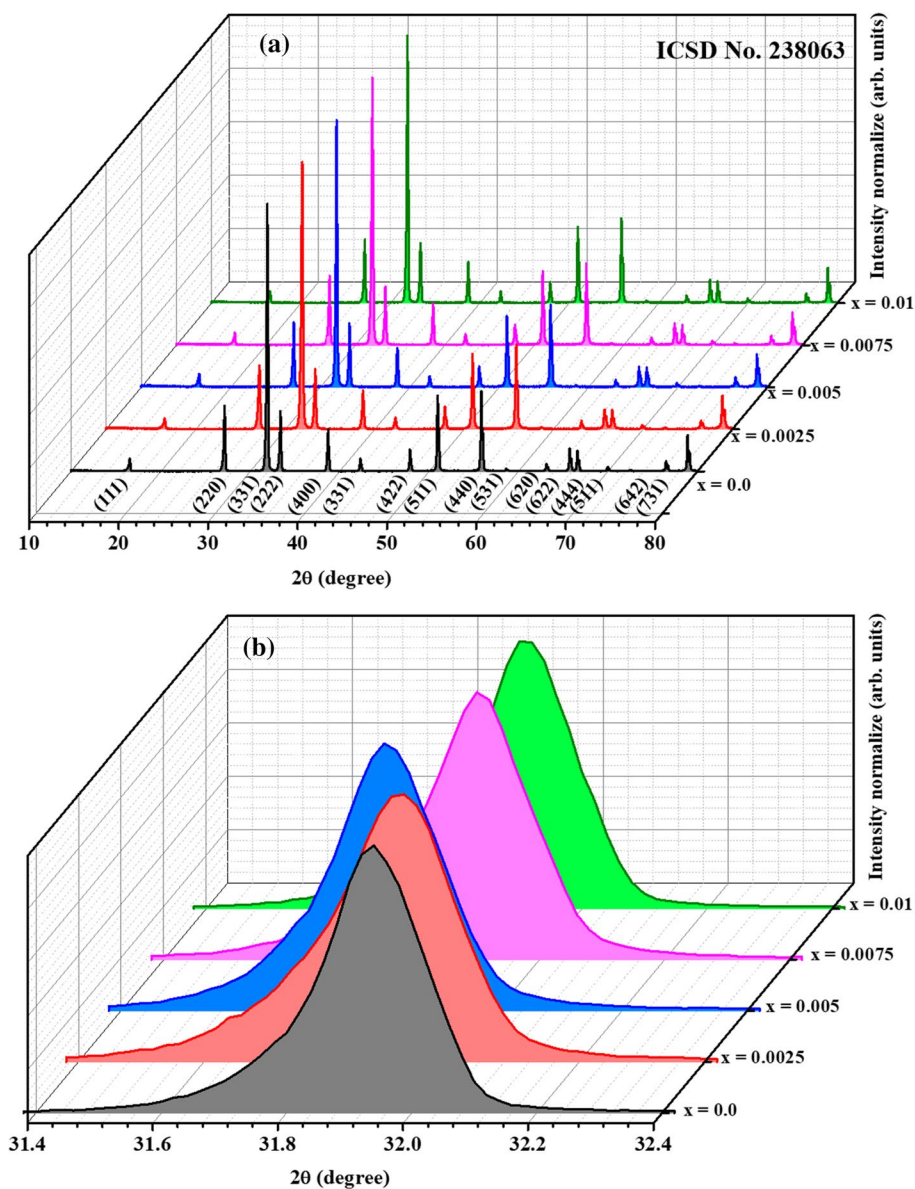 (a)
ICSD No. 238063
Intensity normalize (arb. units)
x = 0.01
x = 0.0075
x = 0.005
x = 0.0025
x = 0.0
(111) (220) (331) (222) (400) (331) (422) (511) (440) (531) (620) (622) (444) (511) (642) (731)
10 20 30 40 50 60 70 80
2θ (degree)
(b)
Intensity normalize (arb. units)
x = 0.01
x = 0.0075
x = 0.005
x = 0.0025
x = 0.0
31.4 31.6 31.8 32.0 32.2 32.4
2θ (degree)